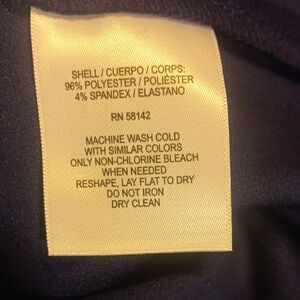 SHELL / CUERPO / CORPS:
96% POLYESTER / POLIÉSTER
4% SPANDEX / ELASTANO
RN 58142
MACHINE WASH COLD
WITH SIMILAR COLORS
ONLY NON-CHLORINE BLEACH
WHEN NEEDED
RESHAPE, LAY FLAT TO DRY
DO NOT IRON
DRY CLEAN